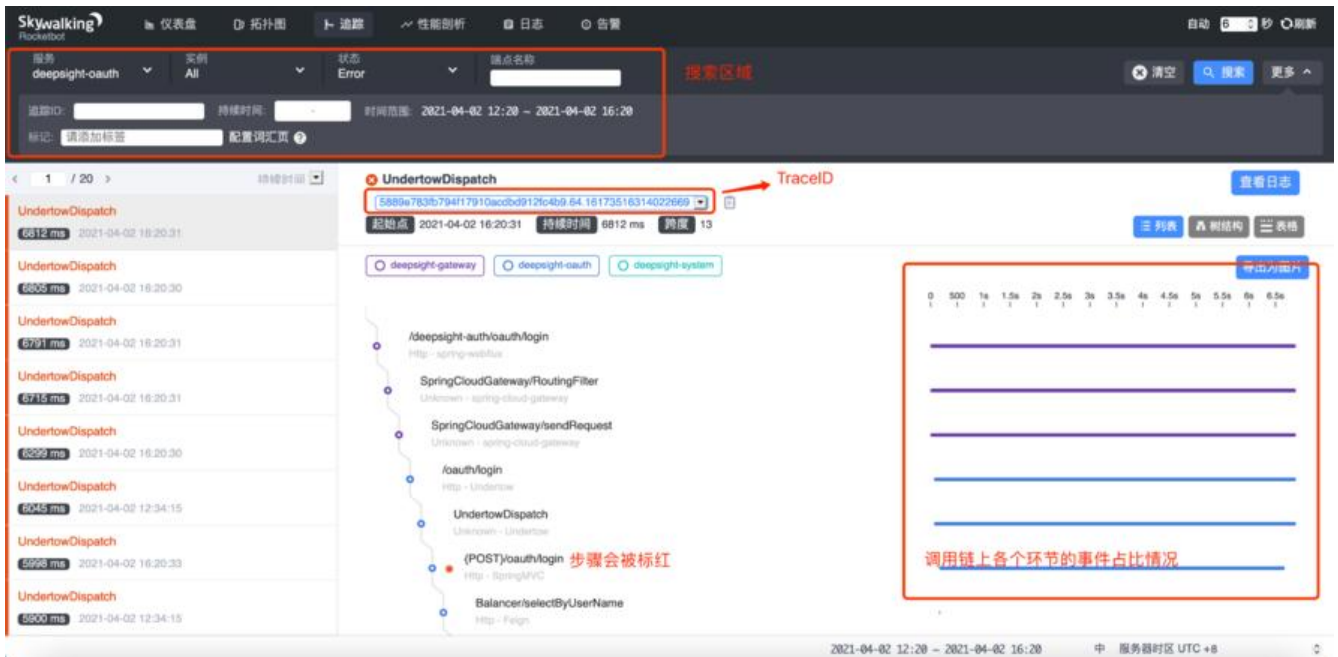 Skywalking
Rocketbot
仪表盘
拓扑图
追踪
性能剖析
日志
告警
自动 6 秒 刷新
服务
deepsight-oauth
实例
All
状态
Error
端点名称
搜索区域
清空
搜索
更多
追踪ID:
持续时间: -
时间范围: 2021-04-02 12:20 ~ 2021-04-02 16:20
标记: 请添加标签
配置词汇页 ?
1 / 20
持续时间
UndertowDispatch
6812 ms 2021-04-02 16:20:31
UndertowDispatch
6805 ms 2021-04-02 16:20:30
UndertowDispatch
6791 ms 2021-04-02 16:20:31
UndertowDispatch
6715 ms 2021-04-02 16:20:31
UndertowDispatch
6299 ms 2021-04-02 16:20:30
UndertowDispatch
6045 ms 2021-04-02 12:34:15
UndertowDispatch
5998 ms 2021-04-02 16:20:33
UndertowDispatch
5900 ms 2021-04-02 12:34:15
UndertowDispatch
TraceID
查看日志
起始点 2021-04-02 16:20:31 持续时间 6812 ms 跨度 13
列表
树结构
表格
deepsight-gateway
deepsight-oauth
deepsight-system
导出为图片
0 500 1s 1.5s 2s 2.5s 3s 3.5s 4s 4.5s 5s 5.5s 6s 6.5s
/deepsight-auth/oauth/login
Http - spring-webflux
SpringCloudGateway/RoutingFilter
Unknown - spring-cloud-gateway
SpringCloudGateway/sendRequest
Unknown - spring-cloud-gateway
/oauth/login
Http - Undertow
UndertowDispatch
Unknown - Undertow
{POST}/oauth/login 步骤会被标红
Http - SpringMVC
调用链上各个环节的事件占比情况
Balancer/selectByUserName
Http - Feign
2021-04-02 12:20 ~ 2021-04-02 16:20
中
服务器时区 UTC +8